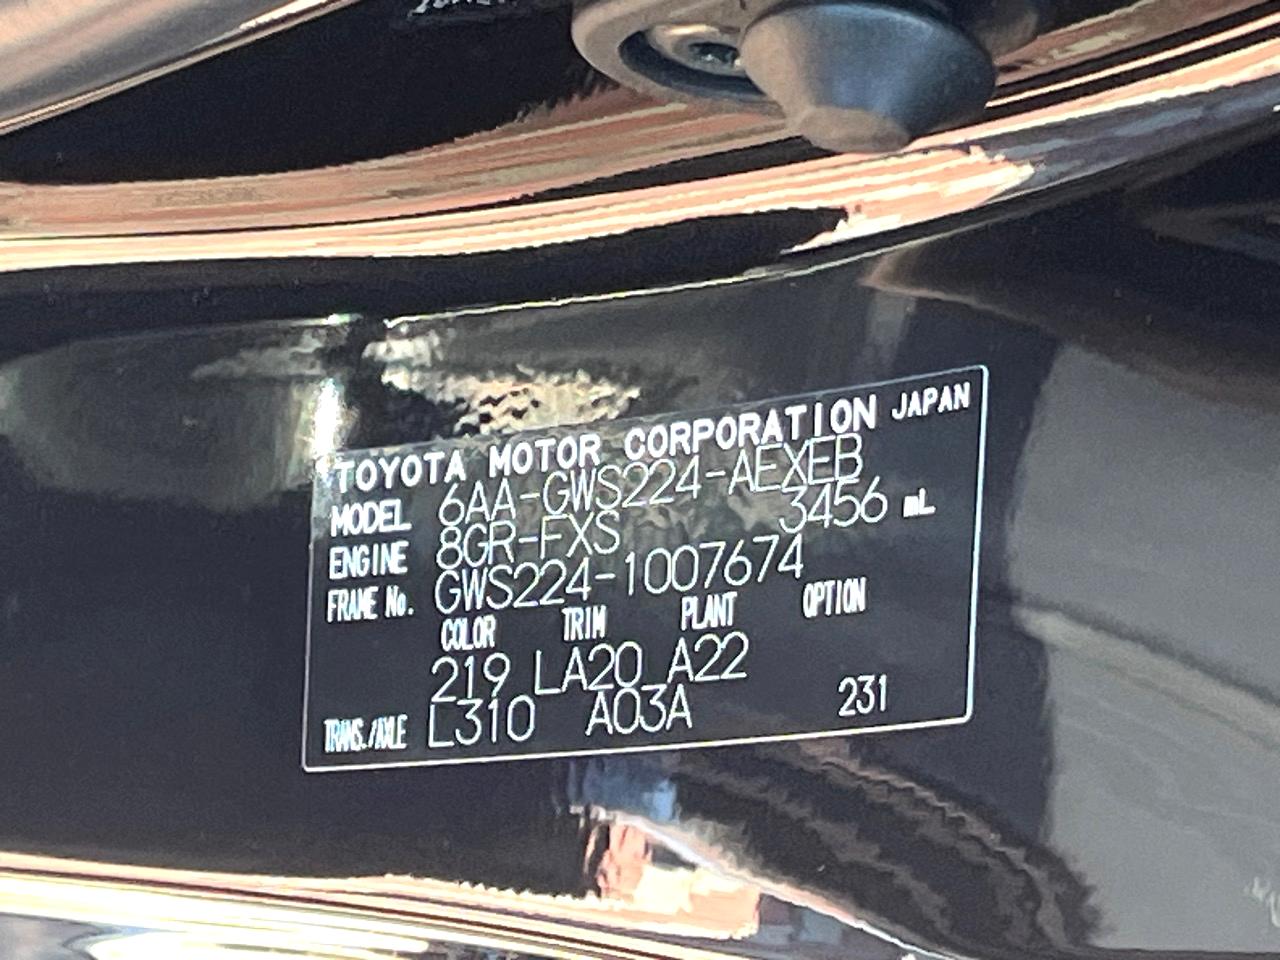 TOYOTA MOTOR CORPORATION JAPAN
MODEL 6AA-GWS224-AEXEB
ENGINE 8GR-FXS 3456 mL
FRAME No. GWS224-1007674
COLOR TRIM PLANT OPTION
219 LA20 A22
TRANS./AXLE L310 A03A 231